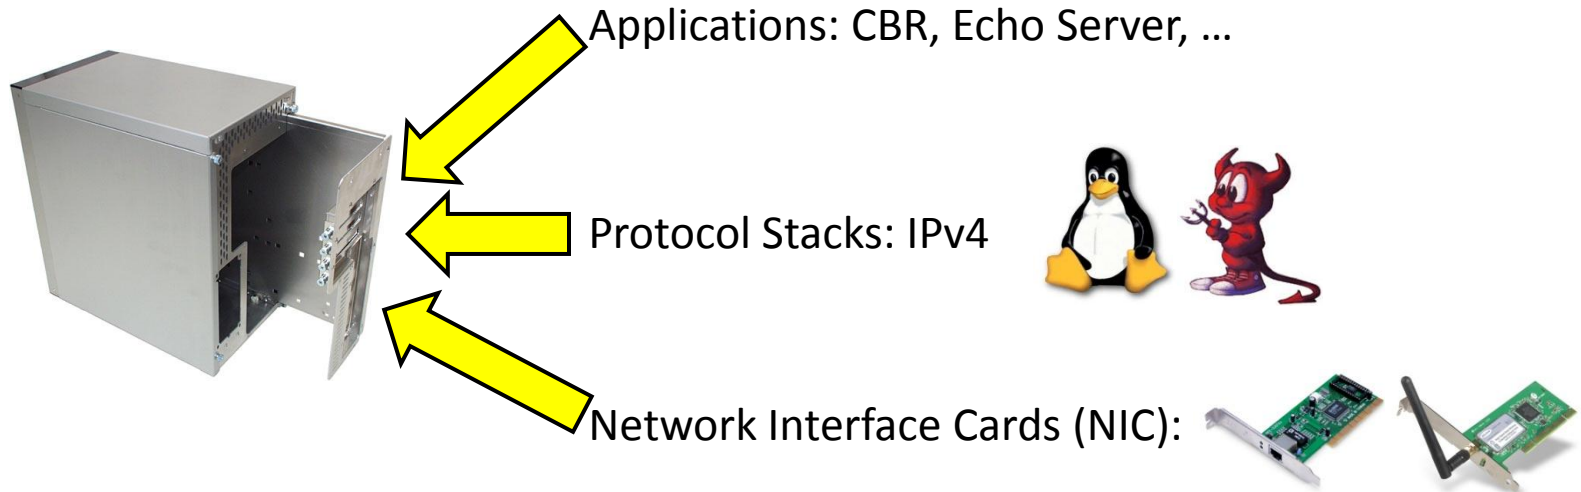 Applications: CBR, Echo Server, …
Protocol Stacks: IPv4
Network Interface Cards (NIC):